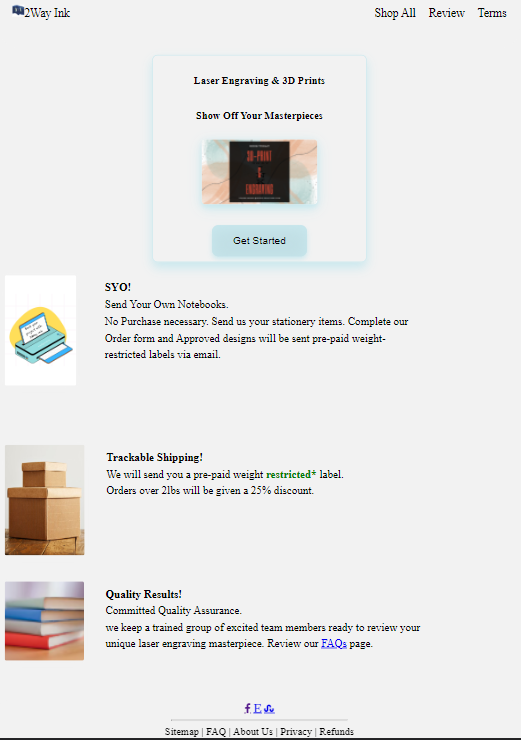 2Way Ink
Shop All Review Terms
Laser Engraving & 3D Prints
Show Off Your Masterpieces
3D-PRINT
&
ENGRAVING
Get Started
SYO!
Send Your Own Notebooks.
No Purchase necessary. Send us your stationery items. Complete our
Order form and Approved designs will be sent pre-paid weight-
restricted labels via email.
Trackable Shipping!
We will send you a pre-paid weight restricted* label.
Orders over 2lbs will be given a 25% discount.
Quality Results!
Committed Quality Assurance.
we keep a trained group of excited team members ready to review your
unique laser engraving masterpiece. Review our FAQs page.
f E
Sitemap | FAQ | About Us | Privacy | Refunds